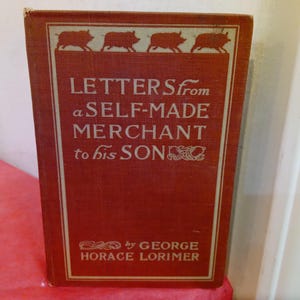 LETTERS from
a SELF-MADE
MERCHANT
to his SON
by GEORGE
HORACE LORIMER